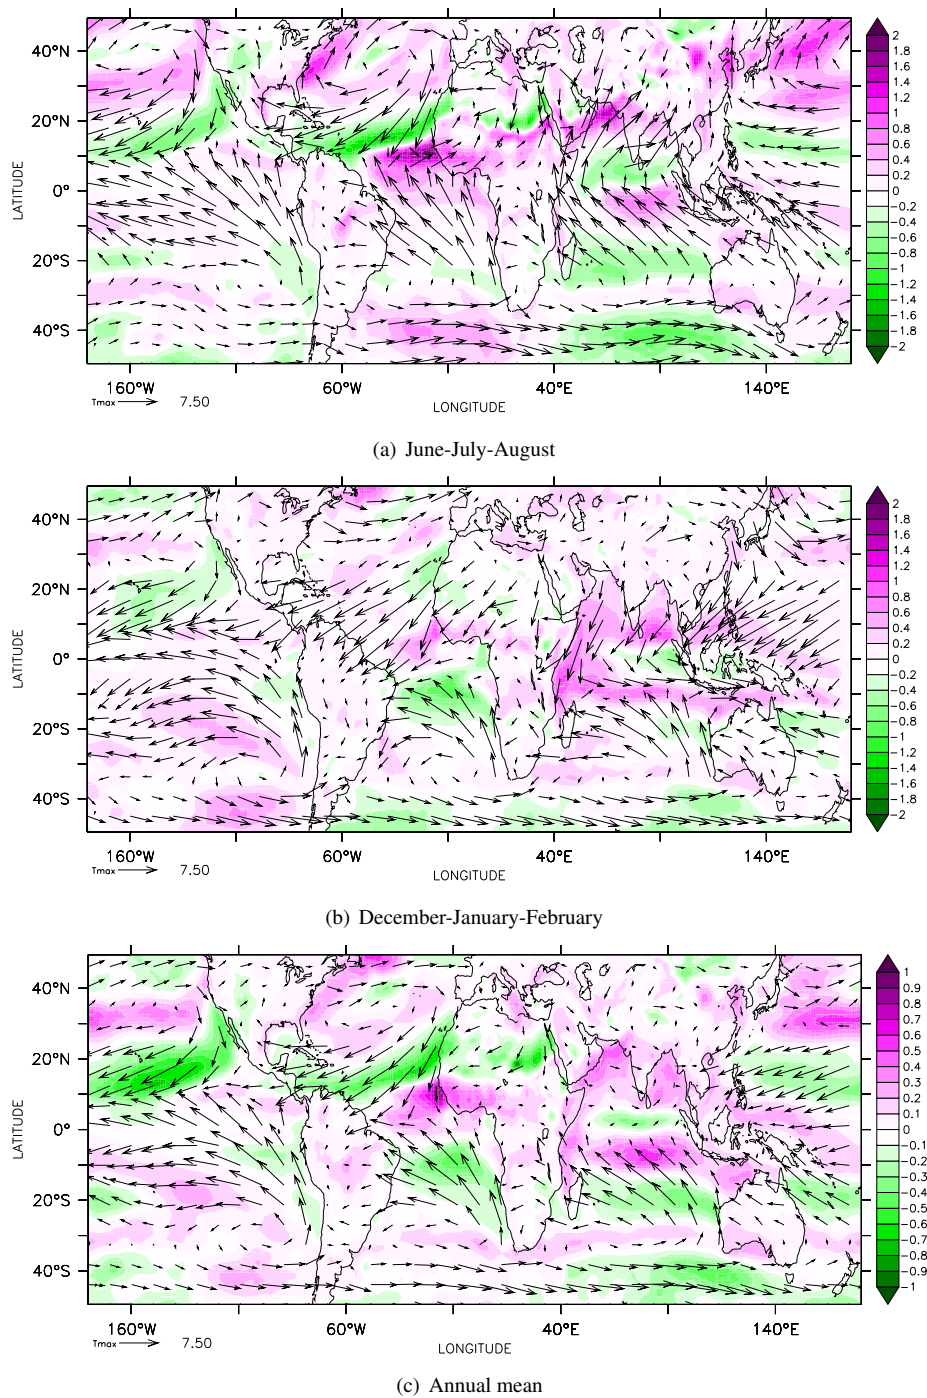 40°N
20°N
0°
20°S
40°S
LATITUDE
160°W 60°W 40°E 140°E
Tmax 7.50
LONGITUDE
2
1.8
1.6
1.4
1.2
1
0.8
0.6
0.4
0.2
0
−0.2
−0.4
−0.6
−0.8
−1
−1.2
−1.4
−1.6
−1.8
−2
(a) June-July-August
40°N
20°N
0°
20°S
40°S
LATITUDE
160°W 60°W 40°E 140°E
Tmax 7.50
LONGITUDE
2
1.8
1.6
1.4
1.2
1
0.8
0.6
0.4
0.2
0
−0.2
−0.4
−0.6
−0.8
−1
−1.2
−1.4
−1.6
−1.8
−2
(b) December-January-February
40°N
20°N
0°
20°S
40°S
LATITUDE
160°W 60°W 40°E 140°E
Tmax 7.50
LONGITUDE
1
0.9
0.8
0.7
0.6
0.5
0.4
0.3
0.2
0.1
0
−0.1
−0.2
−0.3
−0.4
−0.5
−0.6
−0.7
−0.8
−0.9
−1
(c) Annual mean